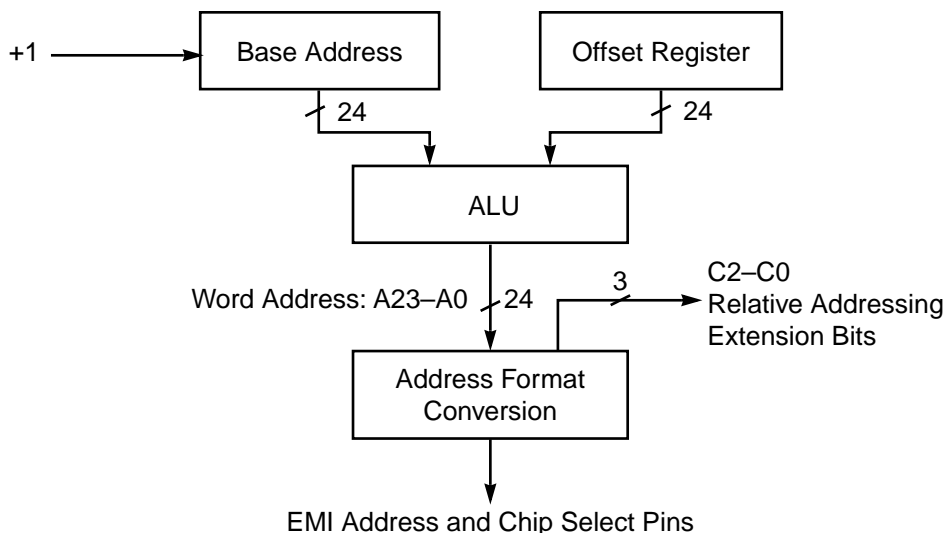 +1
Base Address
Offset Register
24
24
ALU
Word Address: A23–A0
24
3
C2–C0
Relative Addressing
Extension Bits
Address Format
Conversion
EMI Address and Chip Select Pins